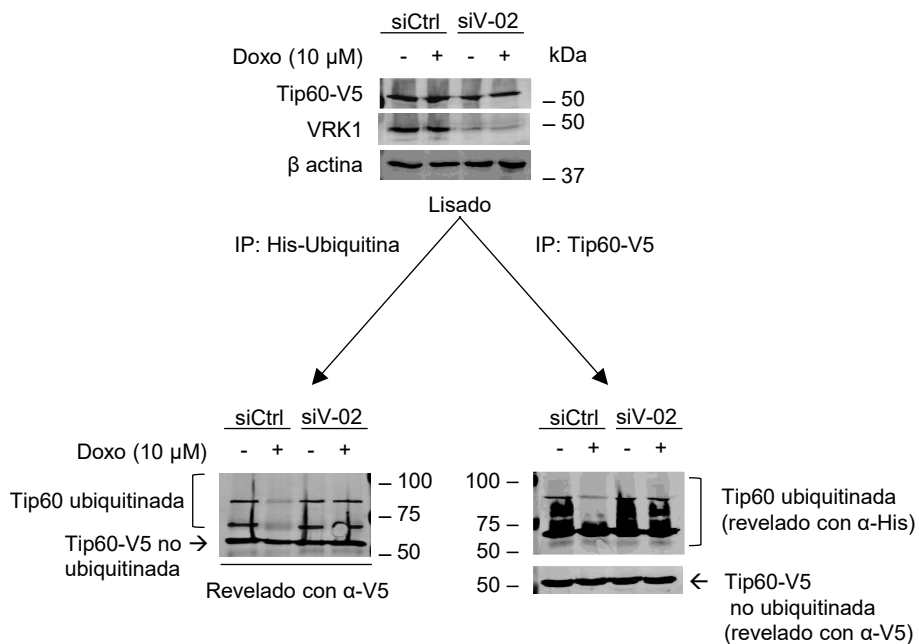 siCtrl siV-02
Doxo (10 µM) - + - + kDa
Tip60-V5 – 50
VRK1 – 50
β actina – 37
Lisado
IP: His-Ubiquitina IP: Tip60-V5
siCtrl siV-02
Doxo (10 µM) - + - +
Tip60 ubiquitinada
– 100
– 75
Tip60-V5 no → – 50
ubiquitinada
Revelado con α-V5
siCtrl siV-02
- + - +
100 –
75 –
50 –
Tip60 ubiquitinada
(revelado con α-His)
50 – ← Tip60-V5
no ubiquitinada
(revelado con α-V5)